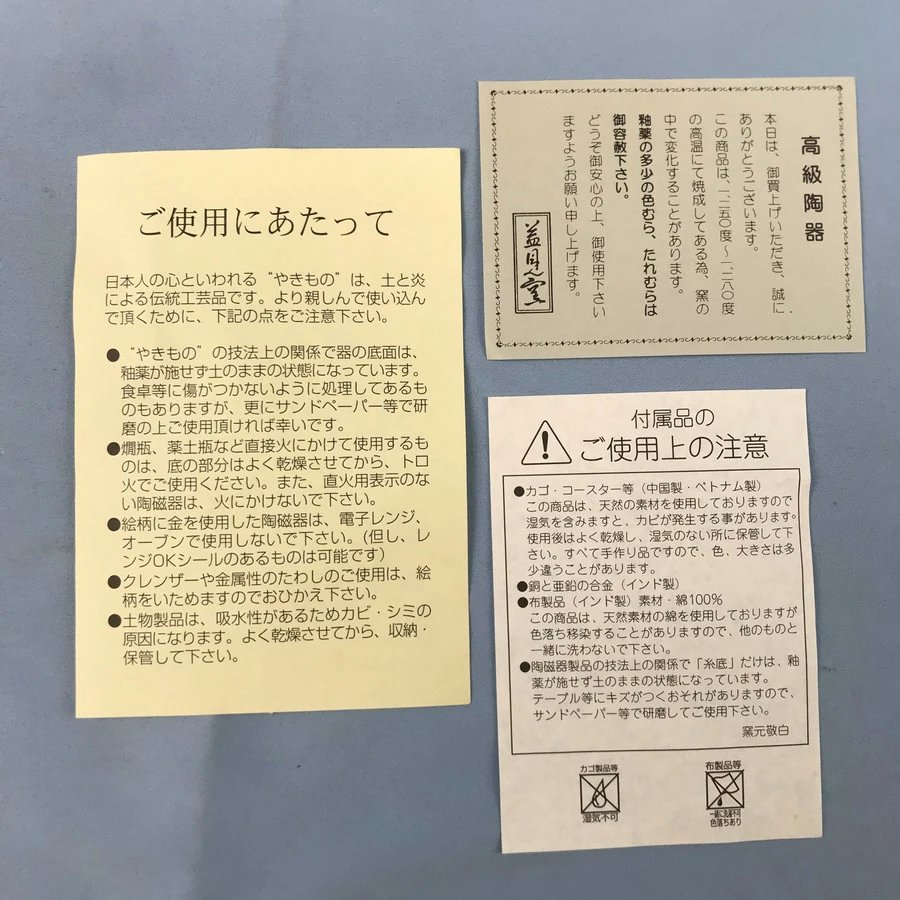 ご使用にあたって
日本人の心といわれる“やきもの”は、土と炎
による伝統工芸品です。より親しんで使い込ん
で頂くために、下記の点をご注意下さい。
●“やきもの”の技法上の関係で器の底面は、
釉薬が施せず土のままの状態になっています。
食卓等に傷がつかないように処理してあるも
のもありますが、更にサンドペーパー等で研
磨の上ご使用頂ければ幸いです。
●燗瓶、薬土瓶など直接火にかけて使用するも
のは、底の部分はよく乾燥させてから、トロ
火でご使用ください。また、直火用表示のな
い陶磁器は、火にかけないで下さい。
●絵柄に金を使用した陶磁器は、電子レンジ、
オーブンで使用しないで下さい。(但し、レ
ンジOKシールのあるものは可能です)
●クレンザーや金属性のたわしのご使用は、絵
柄をいためますのでおひかえ下さい。
●土物製品は、吸水性があるためカビ・シミの
原因になります。よく乾燥させてから、収納・
保管して下さい。
高級陶器
本日は、御買上げいただき、誠に
ありがとうございます。
この商品は、一二五〇度〜一二八〇度
の高温にて焼成してある為、窯の
中で変化することがあります。
釉薬の多少の色むら、たれむらは
御容赦下さい。
どうぞ御安心の上、御使用下さい
ますようお願い申し上げます。
益見窯
付属品の
ご使用上の注意
●カゴ・コースター等（中国製・ベトナム製）
この商品は、天然の素材を使用しておりますので
湿気を含みますと、カビが発生する事があります。
使用後はよく乾燥し、湿気のない所に保管して下
さい。すべて手作り品ですので、色、大きさは多
少違うことがあります。
●銅と亜鉛の合金（インド製）
●布製品（インド製）素材・綿100%
この商品は、天然素材の綿を使用しておりますが
色落ち移染することがありますので、他のものと
一緒に洗わないで下さい。
●陶磁器製品の技法上の関係で「糸底」だけは、釉
薬が施せず土のままの状態になっています。
テーブル等にキズがつくおそれがありますので、
サンドペーパー等で研磨してご使用下さい。
窯元敬白
カゴ製品等
湿気不可
布製品等
一緒に洗濯不可
色落ちあり